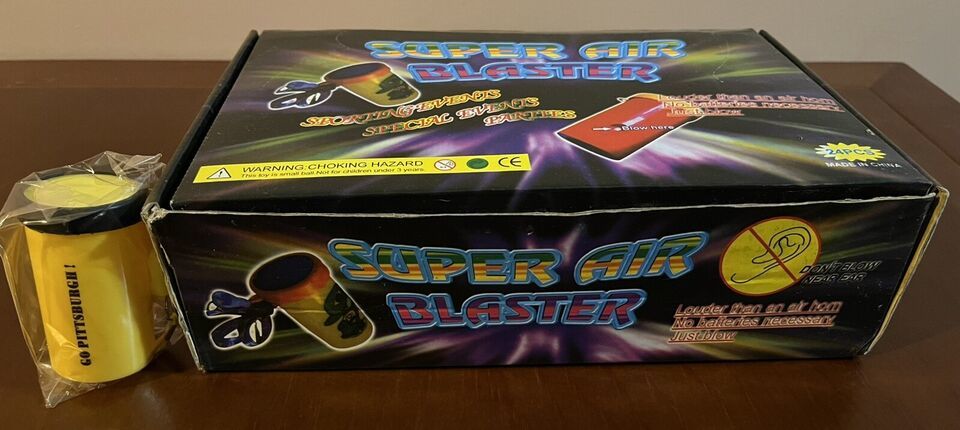 SUPER AIR
BLASTER
SPORTING EVENTS
SPECIAL EVENTS
PARTIES
Louder than an air horn
No batteries necessary
Just blow
Blow here
WARNING:CHOKING HAZARD
This toy is small ball.Not for children under 3 years.
CE
24PCS
MADE IN CHINA
GO PITTSBURGH !
SUPER AIR
BLASTER
DON'T BLOW
NEAR EAR
Louder than an air horn
No batteries necessary
Just blow